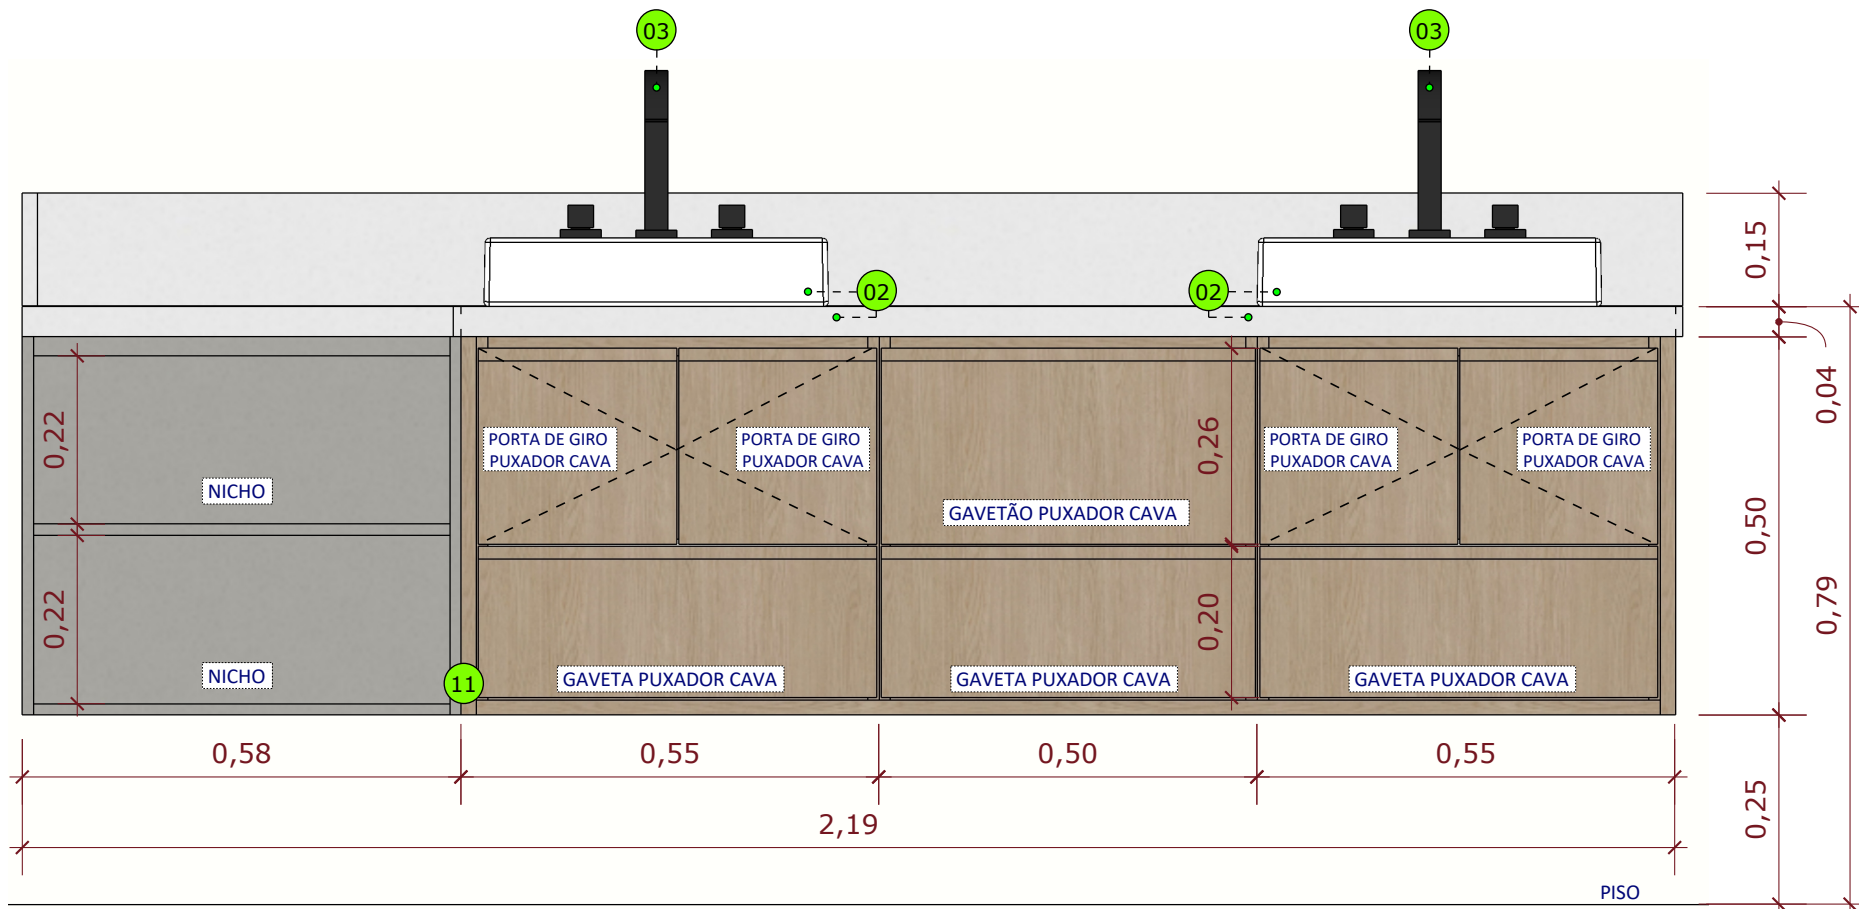 03
03
0,15
02
02
0,04
0,22
PORTA DE GIRO
PUXADOR CAVA
PORTA DE GIRO
PUXADOR CAVA
0,26
PORTA DE GIRO
PUXADOR CAVA
PORTA DE GIRO
PUXADOR CAVA
NICHO
GAVETÃO PUXADOR CAVA
0,50
0,79
0,22
0,20
NICHO
11
GAVETA PUXADOR CAVA
GAVETA PUXADOR CAVA
GAVETA PUXADOR CAVA
0,58
0,55
0,50
0,55
0,25
2,19
PISO